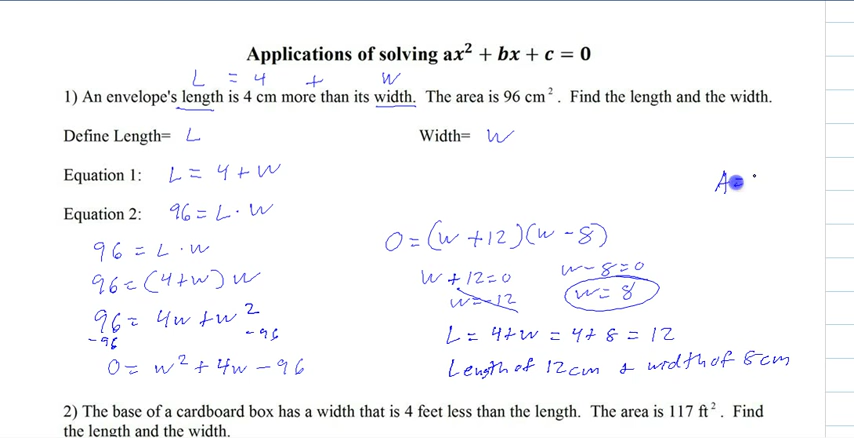 Applications of solving ax² + bx + c = 0
L = 4 + W
1) An envelope's length is 4 cm more than its width. The area is 96 cm². Find the length and the width.
Define Length= L Width= W
Equation 1: L = 4 + W
Equation 2: 96 = L · W
96 = L · W
96 = (4+W) W
96 = 4W + W²
-96 -96
0 = W² + 4W - 96
0 = (W + 12)(W - 8)
W + 12 = 0 W - 8 = 0
W = -12 W = 8
L = 4+W = 4 + 8 = 12
Length of 12 cm & width of 8 cm
A =
2) The base of a cardboard box has a width that is 4 feet less than the length. The area is 117 ft². Find
the length and the width.